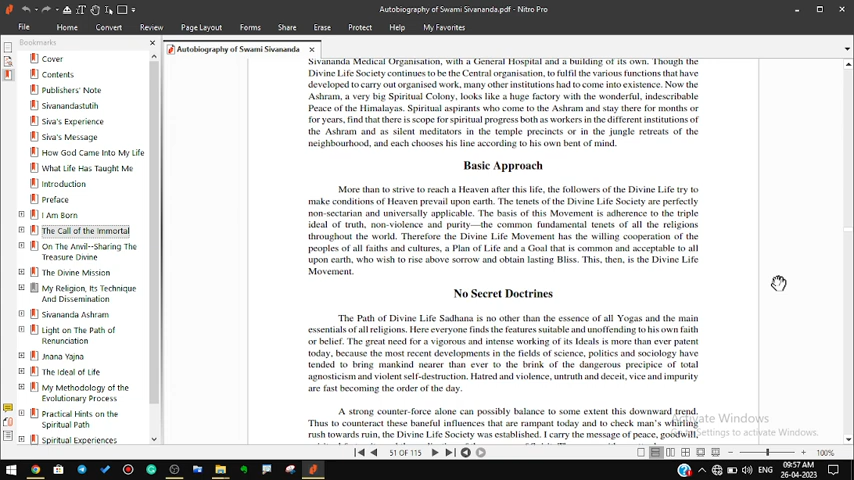 Autobiography of Swami Sivananda.pdf - Nitro Pro
File Home Convert Review Page Layout Forms Share Erase Protect Help My Favorites
Bookmarks
Autobiography of Swami Sivananda
Cover
Contents
Publishers' Note
Sivanandastuth
Siva's Experience
Siva's Message
How God Came Into My Life
What Life Has Taught Me
Introduction
Preface
I Am Born
The Call of the Immortal
On The Anvil--Sharing The
Treasure Divine
The Divine Mission
My Religion, Its Technique
And Dissemination
Sivananda Ashram
Light on The Path of
Renunciation
Jnana Yajna
The Ideal of Life
My Methodology of the
Evolutionary Process
Practical Hints on the
Spiritual Path
Spiritual Experiences
Sivananda Medical Organisation, with a General Hospital and a building of its own. Though the
Divine Life Society continues to be the Central organisation, to fulfil the various functions that have
developed to carry out organised work, many other institutions had to come into existence. Now the
Ashram, a very big Spiritual Colony, looks like a huge factory with the wonderful, indescribable
Peace of the Himalayas. Spiritual aspirants who come to the Ashram and stay there for months or
for years, find that there is scope for spiritual progress both as workers in the different institutions of
the Ashram and as silent meditators in the temple precincts or in the jungle retreats of the
neighbourhood, and each chooses his line according to his own bent of mind.
Basic Approach
More than to strive to reach a Heaven after this life, the followers of the Divine Life try to
make conditions of Heaven prevail upon earth. The tenets of the Divine Life Society are perfectly
non-sectarian and universally applicable. The basis of this Movement is adherence to the triple
ideal of truth, non-violence and purity—the common fundamental tenets of all the religions
throughout the world. Therefore the Divine Life Movement has the willing cooperation of the
peoples of all faiths and cultures, a Plan of Life and a Goal that is common and acceptable to all
upon earth, who wish to rise above sorrow and obtain lasting Bliss. This, then, is the Divine Life
Movement.
No Secret Doctrines
The Path of Divine Life Sadhana is no other than the essence of all Yogas and the main
essentials of all religions. Here everyone finds the features suitable and unoffending to his own faith
or belief. The great need for a vigorous and intense working of its Ideals is more than ever patent
today, because the most recent developments in the fields of science, politics and sociology have
tended to bring mankind nearer than ever to the brink of the dangerous precipice of total
agnosticism and violent self-destruction. Hatred and violence, untruth and deceit, vice and impurity
are fast becoming the order of the day.
A strong counter-force alone can possibly balance to some extent this downward trend.
Thus to counteract these baneful influences that are rampant today and to check man's whirling
rush towards ruin, the Divine Life Society was established. I carry the message of peace, goodwill,
Activate Windows
Settings to activate Windows.
51 OF 115
100%
ENG
09:57 AM
26-04-2023